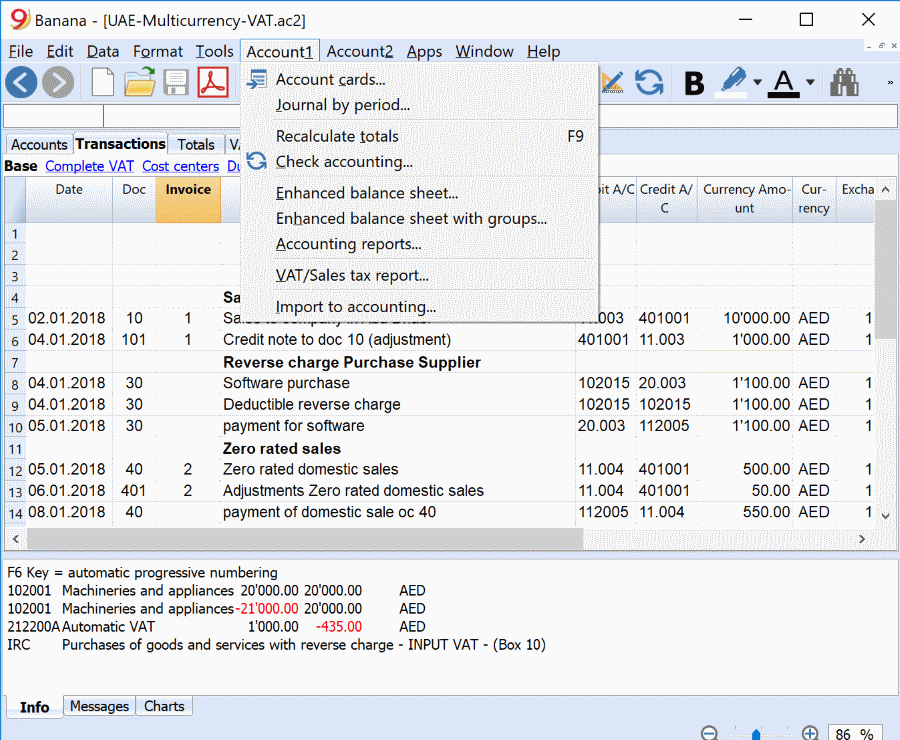 Banana - [UAE-Multicurrency-VAT.ac2]
File Edit Data Format Tools Account1 Account2 Apps Window Help
B A »
Account cards...
Journal by period...
Recalculate totals F9
Check accounting...
Enhanced balance sheet...
Enhanced balance sheet with groups...
Accounting reports...
VAT/Sales tax report...
Import to accounting...
Accounts Transactions Totals
Base Complete VAT Cost centers
Date Doc Invoice A/C Credit A/C Currency Amo-unt Cur-rency Excha
1
2
3
4
5 02.01.2018 10 1 401001 10'000.00 AED 1
6 04.01.2018 101 1 Credit note to doc 10 (adjustment) 401001 11.003 1'000.00 AED 1
7 Reverse charge Purchase Supplier
8 04.01.2018 30 Software purchase 102015 20.003 1'100.00 AED 1
9 04.01.2018 30 Deductible reverse charge 102015 102015 1'100.00 AED 1
10 05.01.2018 30 payment for software 20.003 112005 1'100.00 AED 1
11 Zero rated sales
12 05.01.2018 40 2 Zero rated domestic sales 11.004 401001 500.00 AED 1
13 06.01.2018 401 2 Adjustments Zero rated domestic sales 11.004 401001 50.00 AED 1
14 08.01.2018 40 payment of domestic sale oc 40 112005 11.004 550.00 AED 1
F6 Key = automatic progressive numbering
102001 Machineries and appliances 20'000.00 20'000.00 AED
102001 Machineries and appliances -21'000.00 20'000.00 AED
212200A Automatic VAT 1'000.00 -435.00 AED
IRC Purchases of goods and services with reverse charge - INPUT VAT - (Box 10)
Info Messages Charts
86 %